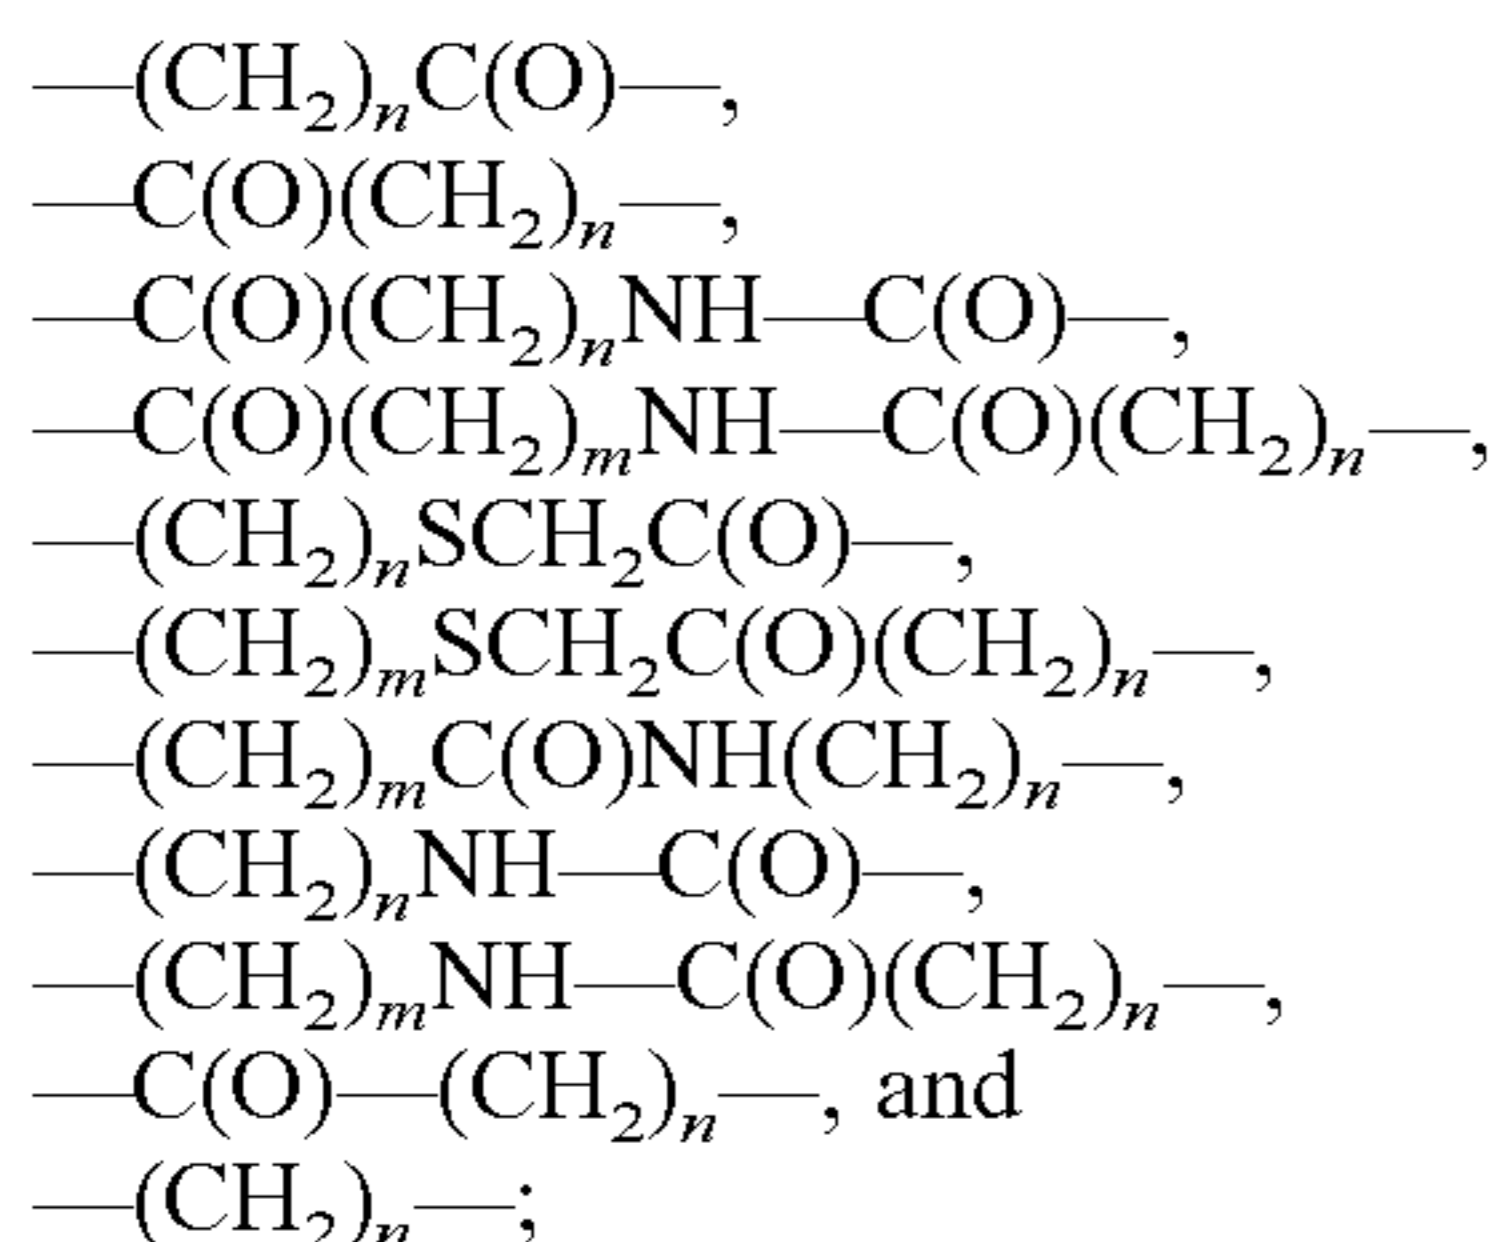 —(CH₂)ₙC(O)—,
—C(O)(CH₂)ₙ—,
—C(O)(CH₂)ₙNH—C(O)—,
—C(O)(CH₂)ₘNH—C(O)(CH₂)ₙ—,
—(CH₂)ₙSCH₂C(O)—,
—(CH₂)ₘSCH₂C(O)(CH₂)ₙ—,
—(CH₂)ₘC(O)NH(CH₂)ₙ—,
—(CH₂)ₙNH—C(O)—,
—(CH₂)ₘNH—C(O)(CH₂)ₙ—,
—C(O)—(CH₂)ₙ—, and
—(CH₂)ₙ—;